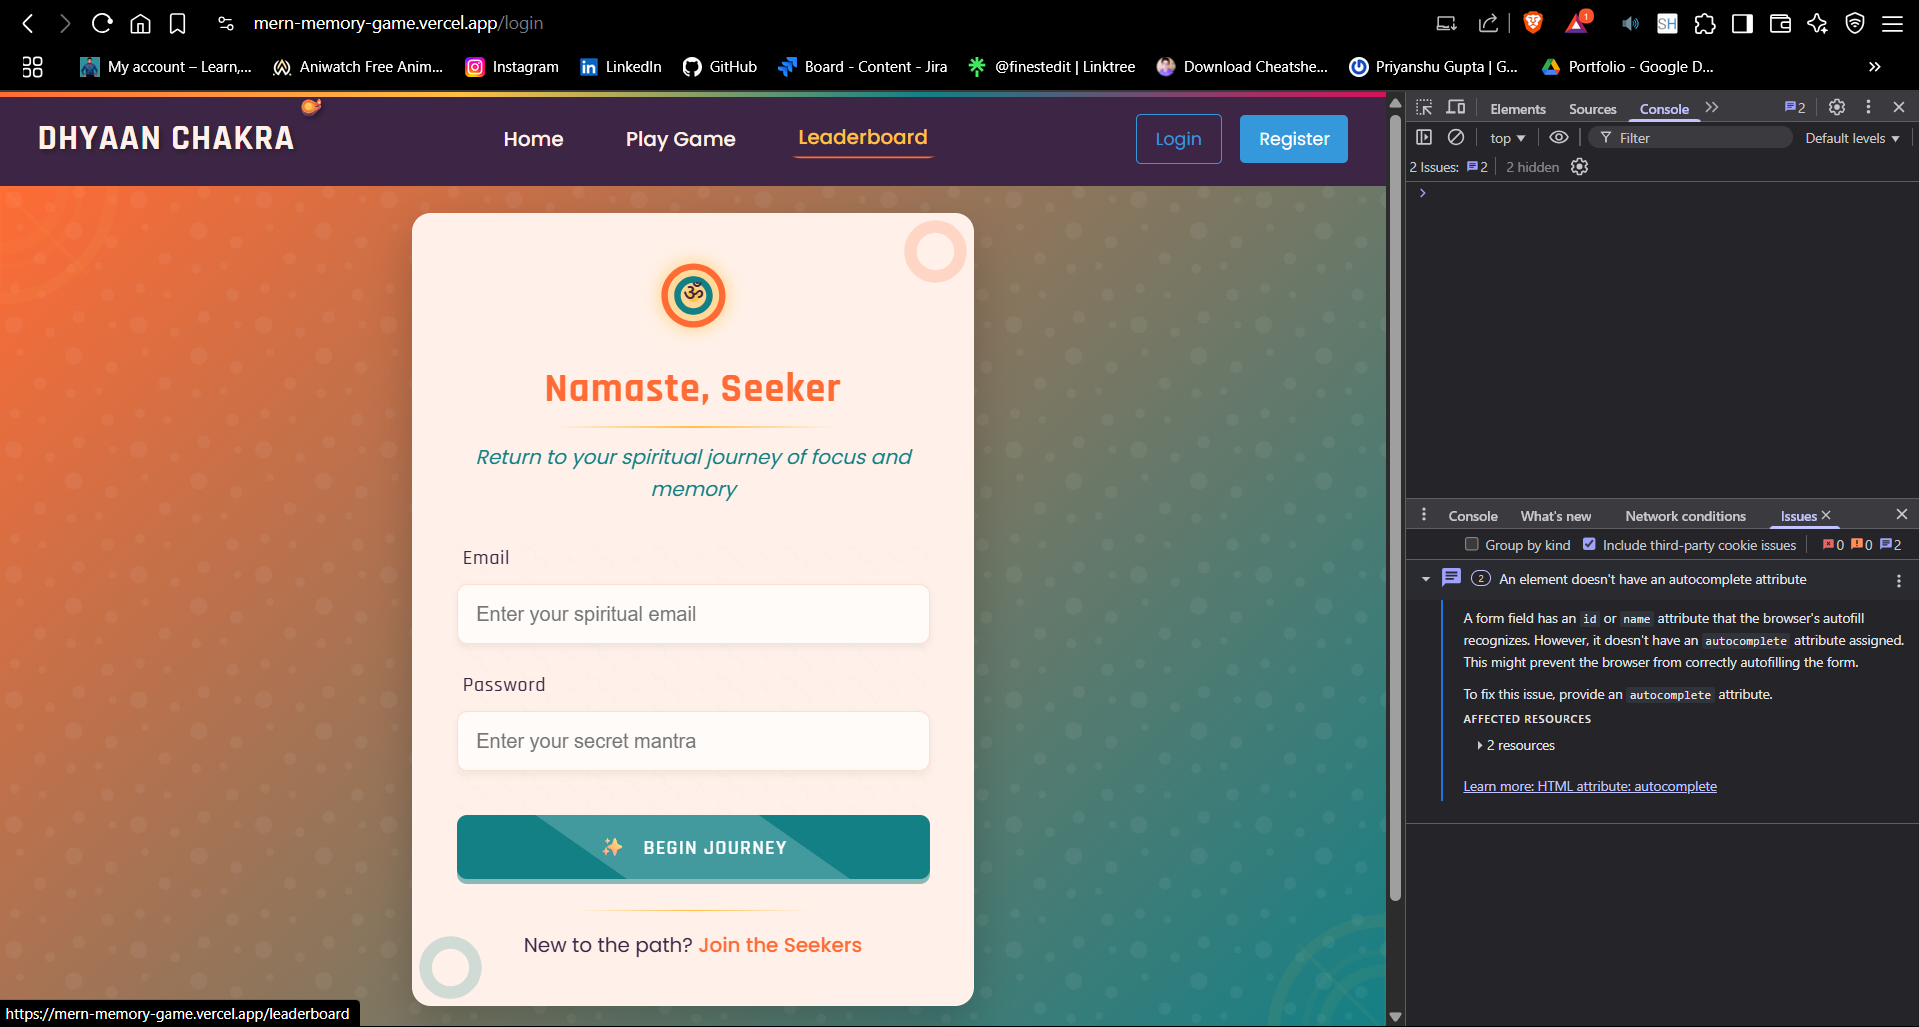 mern-memory-game.vercel.app/login
1
SH
My account – Learn,...
Aniwatch Free Anim...
Instagram
LinkedIn
GitHub
Board - Content - Jira
@finestedit | Linktree
Download Cheatshe...
Priyanshu Gupta | G...
Portfolio - Google D...
DHYAAN CHAKRA
Home
Play Game
Leaderboard
Login
Register
ॐ
Namaste, Seeker
Return to your spiritual journey of focus and
memory
Email
Enter your spiritual email
Password
Enter your secret mantra
✨ BEGIN JOURNEY
New to the path? Join the Seekers
https://mern-memory-game.vercel.app/leaderboard
Elements
Sources
Console
2
top
Filter
Default levels
2 Issues: 2
2 hidden
Console
What's new
Network conditions
Issues
Group by kind
Include third-party cookie issues
0 0 2
2 An element doesn't have an autocomplete attribute
A form field has an id or name attribute that the browser's autofill
recognizes. However, it doesn't have an autocomplete attribute assigned.
This might prevent the browser from correctly autofilling the form.
To fix this issue, provide an autocomplete attribute.
AFFECTED RESOURCES
2 resources
Learn more: HTML attribute: autocomplete